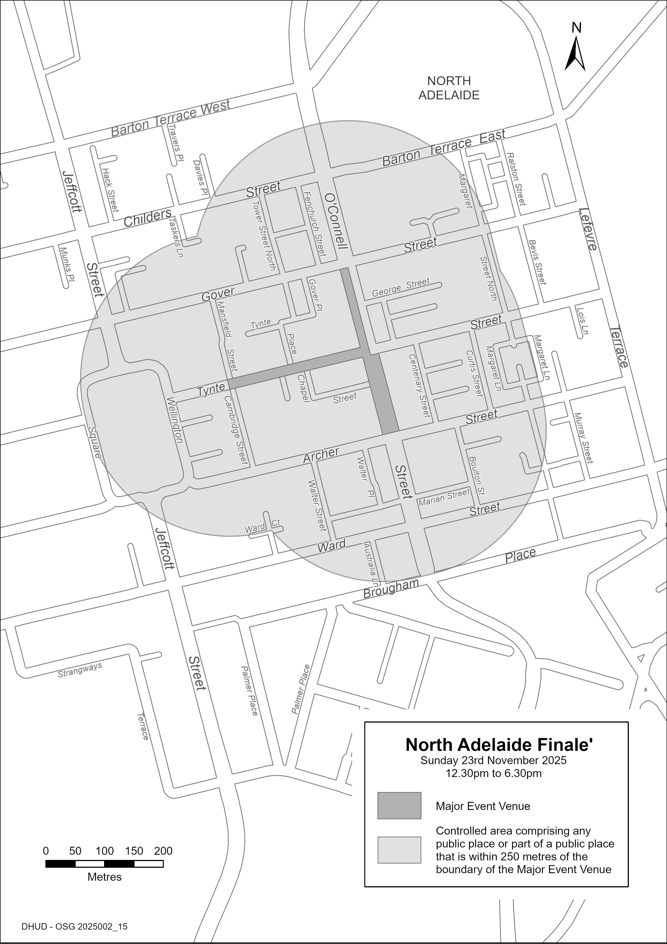 N
NORTH
ADELAIDE
Barton Terrace West
Barton Terrace East
Travers Pl
Davies Pl
Hack Street
Jeffcott
Street
Childers
Street
Taskers Ln
Munks Pl
Tower Street North
Fenchurch Street
O'Connell
Street
Margaret
Street North
Ralston Street
Lefevre
Terrace
Bevis Street
Lois Ln
Gover
Street
Gover Pl
George Street
Mansfield
Street
Tynte
Place
Tynte
Street
Chapel
Street
Centenary Street
Curtis Street
Margaret Ln
Margaret Ln
Wellington
Square
Cambridge Street
Archer
Street
Murray Street
Walter Street
Walter Pl
Marian Street
Boulton St
Ward Ct
Ward
Street
Australia Ln
Brougham
Place
Jeffcott
Street
Strangways
Terrace
Palmer Place
Palmer Place
North Adelaide Finale'
Sunday 23rd November 2025
12.30pm to 6.30pm
Major Event Venue
Controlled area comprising any
public place or part of a public place
that is within 250 metres of the
boundary of the Major Event Venue
0 50 100 150 200
Metres
DHUD - OSG 2025002_15